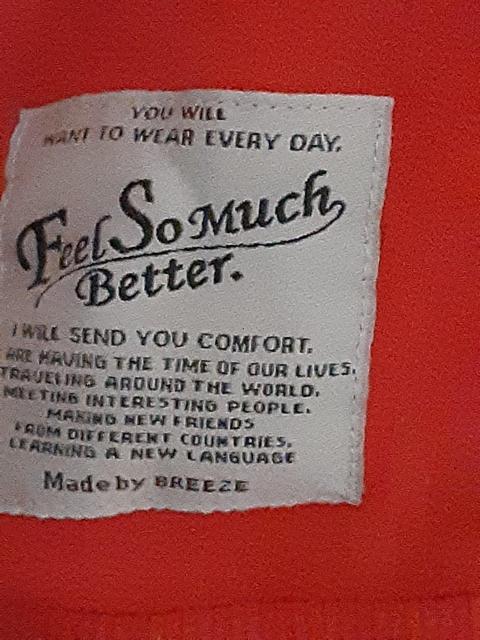 YOU WILL
WANT TO WEAR EVERY DAY.
Feel So Much
Better.
I WILL SEND YOU COMFORT.
ARE HAVING THE TIME OF OUR LIVES.
TRAVELING AROUND THE WORLD.
MEETING INTERESTING PEOPLE.
MAKING NEW FRIENDS
FROM DIFFERENT COUNTRIES.
LEARNING A NEW LANGUAGE
Made by BREEZE